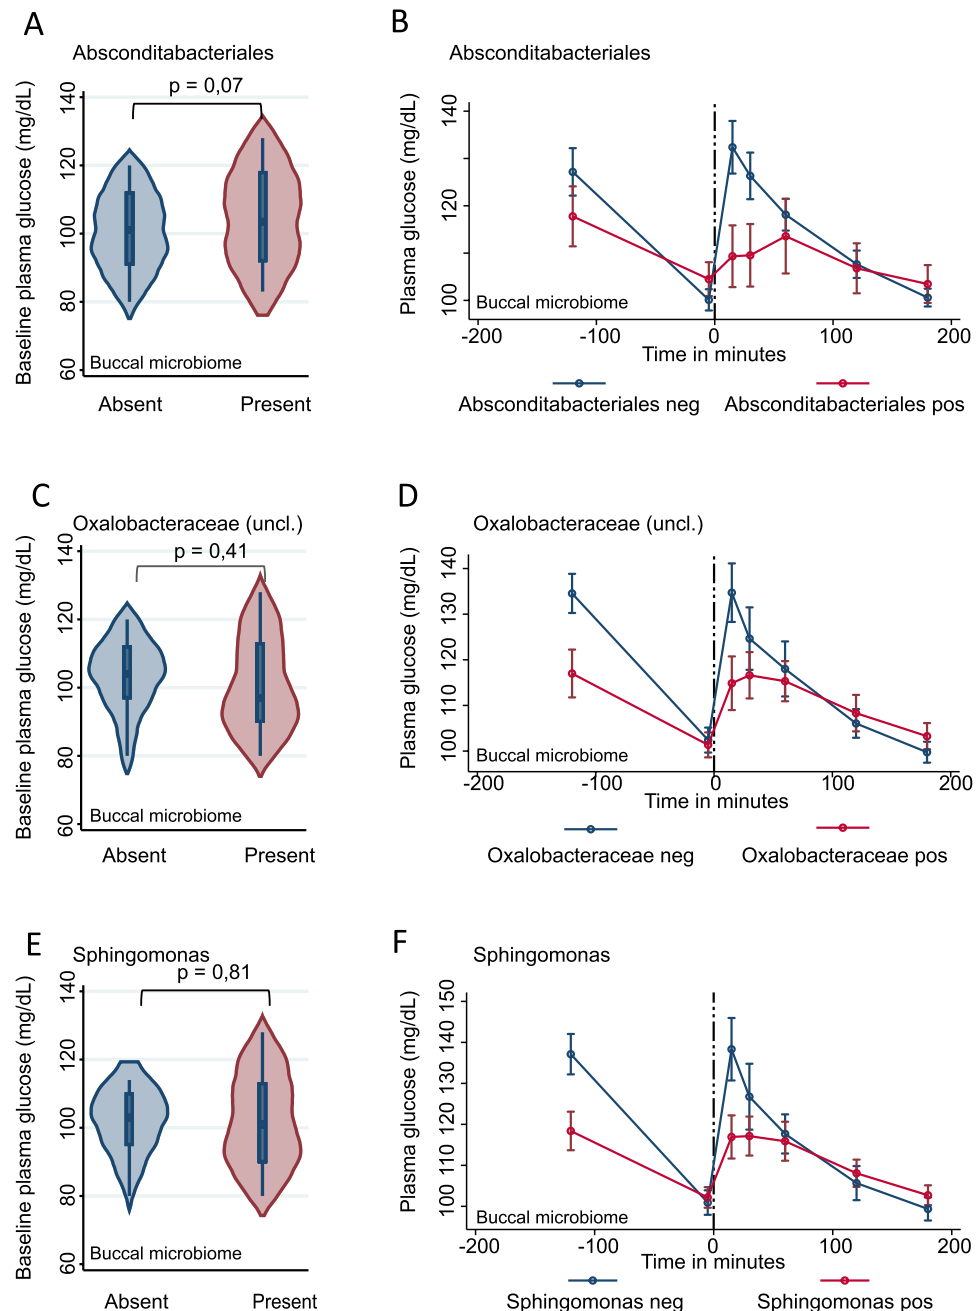 A
Absconditabacteriales
p = 0,07
Baseline plasma glucose (mg/dL)
140
120
100
80
60
Buccal microbiome
Absent Present
B
Absconditabacteriales
Plasma glucose (mg/dL)
140
120
100
Buccal microbiome
-200 -100 0 100 200
Time in minutes
Absconditabacteriales neg Absconditabacteriales pos
C
Oxalobacteraceae (uncl.)
p = 0,41
Baseline plasma glucose (mg/dL)
140
120
100
80
60
Buccal microbiome
Absent Present
D
Oxalobacteraceae (uncl.)
Plasma glucose (mg/dL)
140
130
120
110
100
Buccal microbiome
-200 -100 0 100 200
Time in minutes
Oxalobacteraceae neg Oxalobacteraceae pos
E
Sphingomonas
p = 0,81
Baseline plasma glucose (mg/dL)
140
120
100
80
60
Buccal microbiome
Absent Present
F
Sphingomonas
Plasma glucose (mg/dL)
150
140
130
120
110
100
Buccal microbiome
-200 -100 0 100 200
Time in minutes
Sphingomonas neg Sphingomonas pos